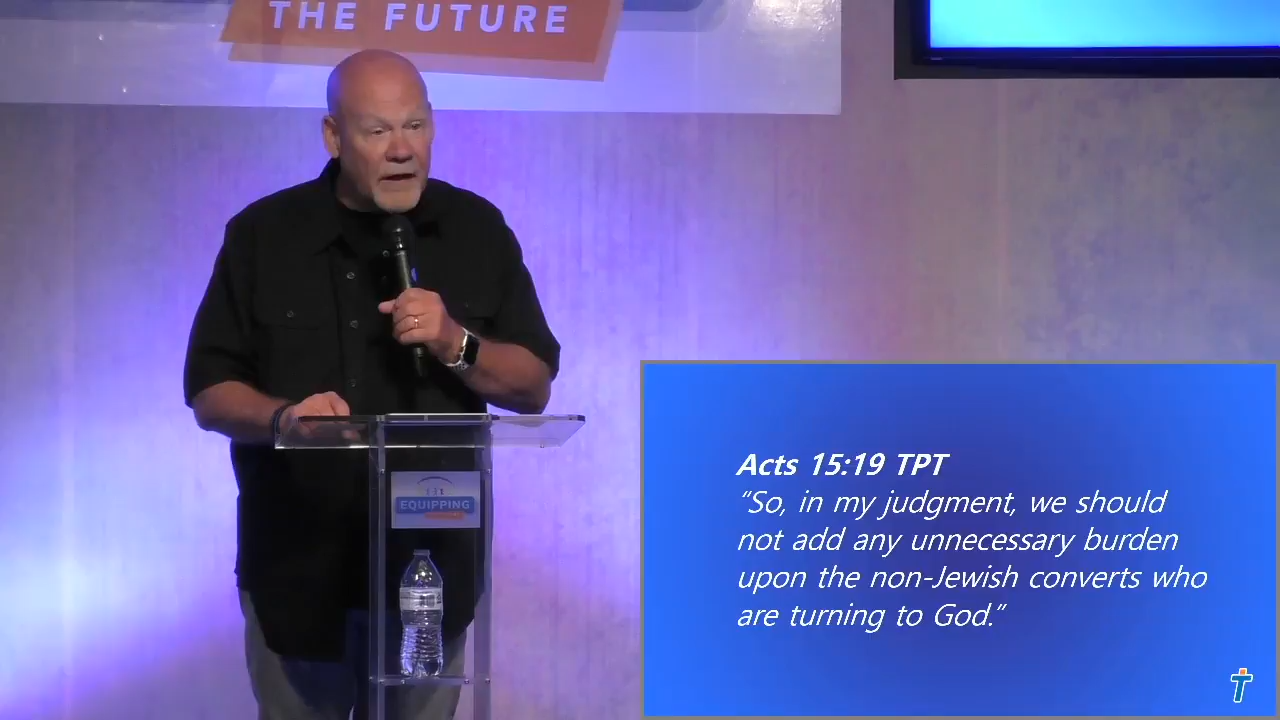 THE FUTURE
EQUIPPING
Acts 15:19 TPT
“So, in my judgment, we should
not add any unnecessary burden
upon the non-Jewish converts who
are turning to God.”